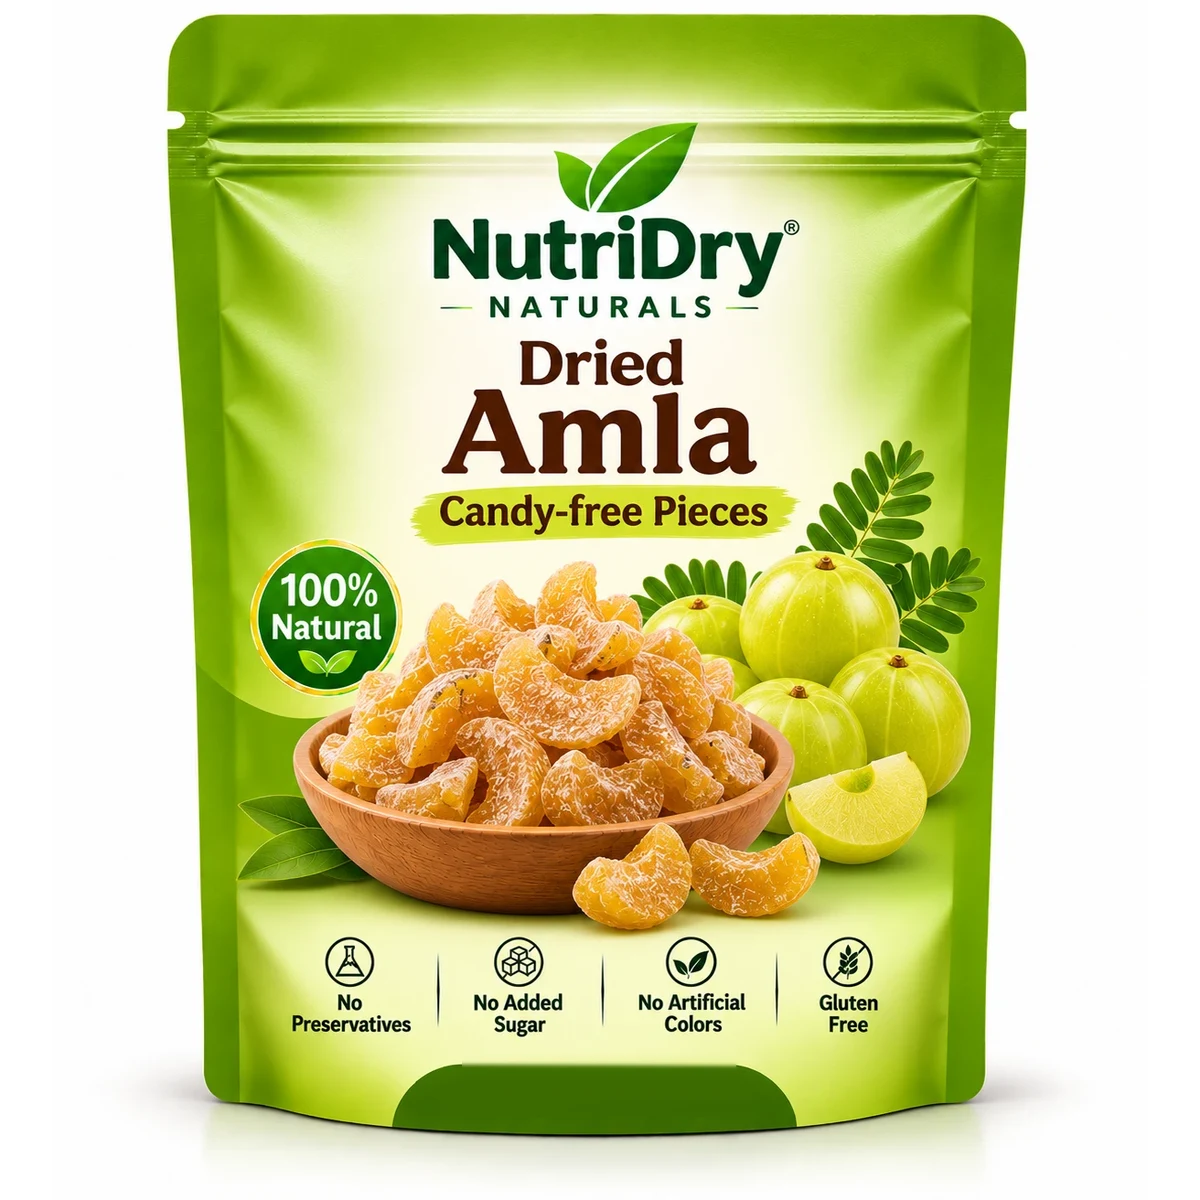 NutriDry®
NATURALS
Dried
Amla
Candy-free Pieces
100%
Natural
No
Preservatives
No Added
Sugar
No Artificial
Colors
Gluten
Free